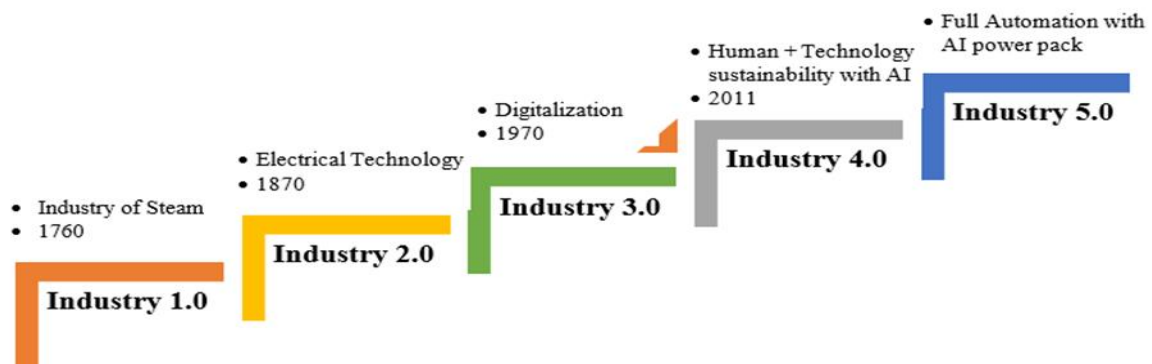 • Industry of Steam
• 1760
Industry 1.0
• Electrical Technology
• 1870
Industry 2.0
• Digitalization
• 1970
Industry 3.0
• Human + Technology
sustainability with AI
• 2011
Industry 4.0
• Full Automation with
AI power pack
Industry 5.0